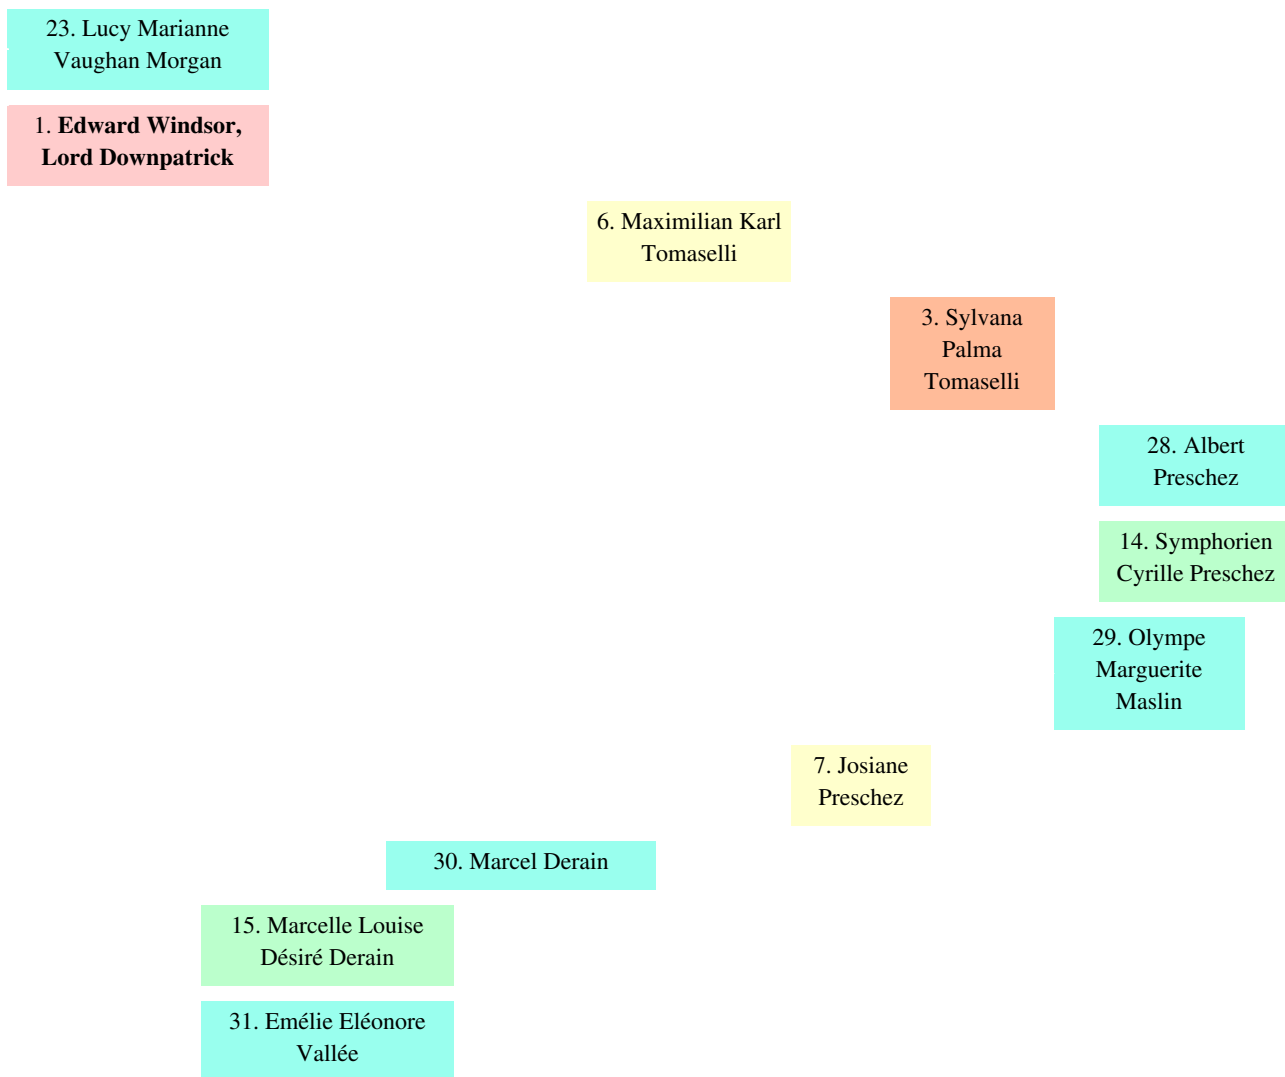 23. Lucy Marianne
Vaughan Morgan
1. Edward Windsor,
Lord Downpatrick
6. Maximilian Karl
Tomaselli
3. Sylvana
Palma
Tomaselli
28. Albert
Preschez
14. Symphorien
Cyrille Preschez
29. Olympe
Marguerite
Maslin
7. Josiane
Preschez
30. Marcel Derain
15. Marcelle Louise
Désiré Derain
31. Emélie Eléonore
Vallée